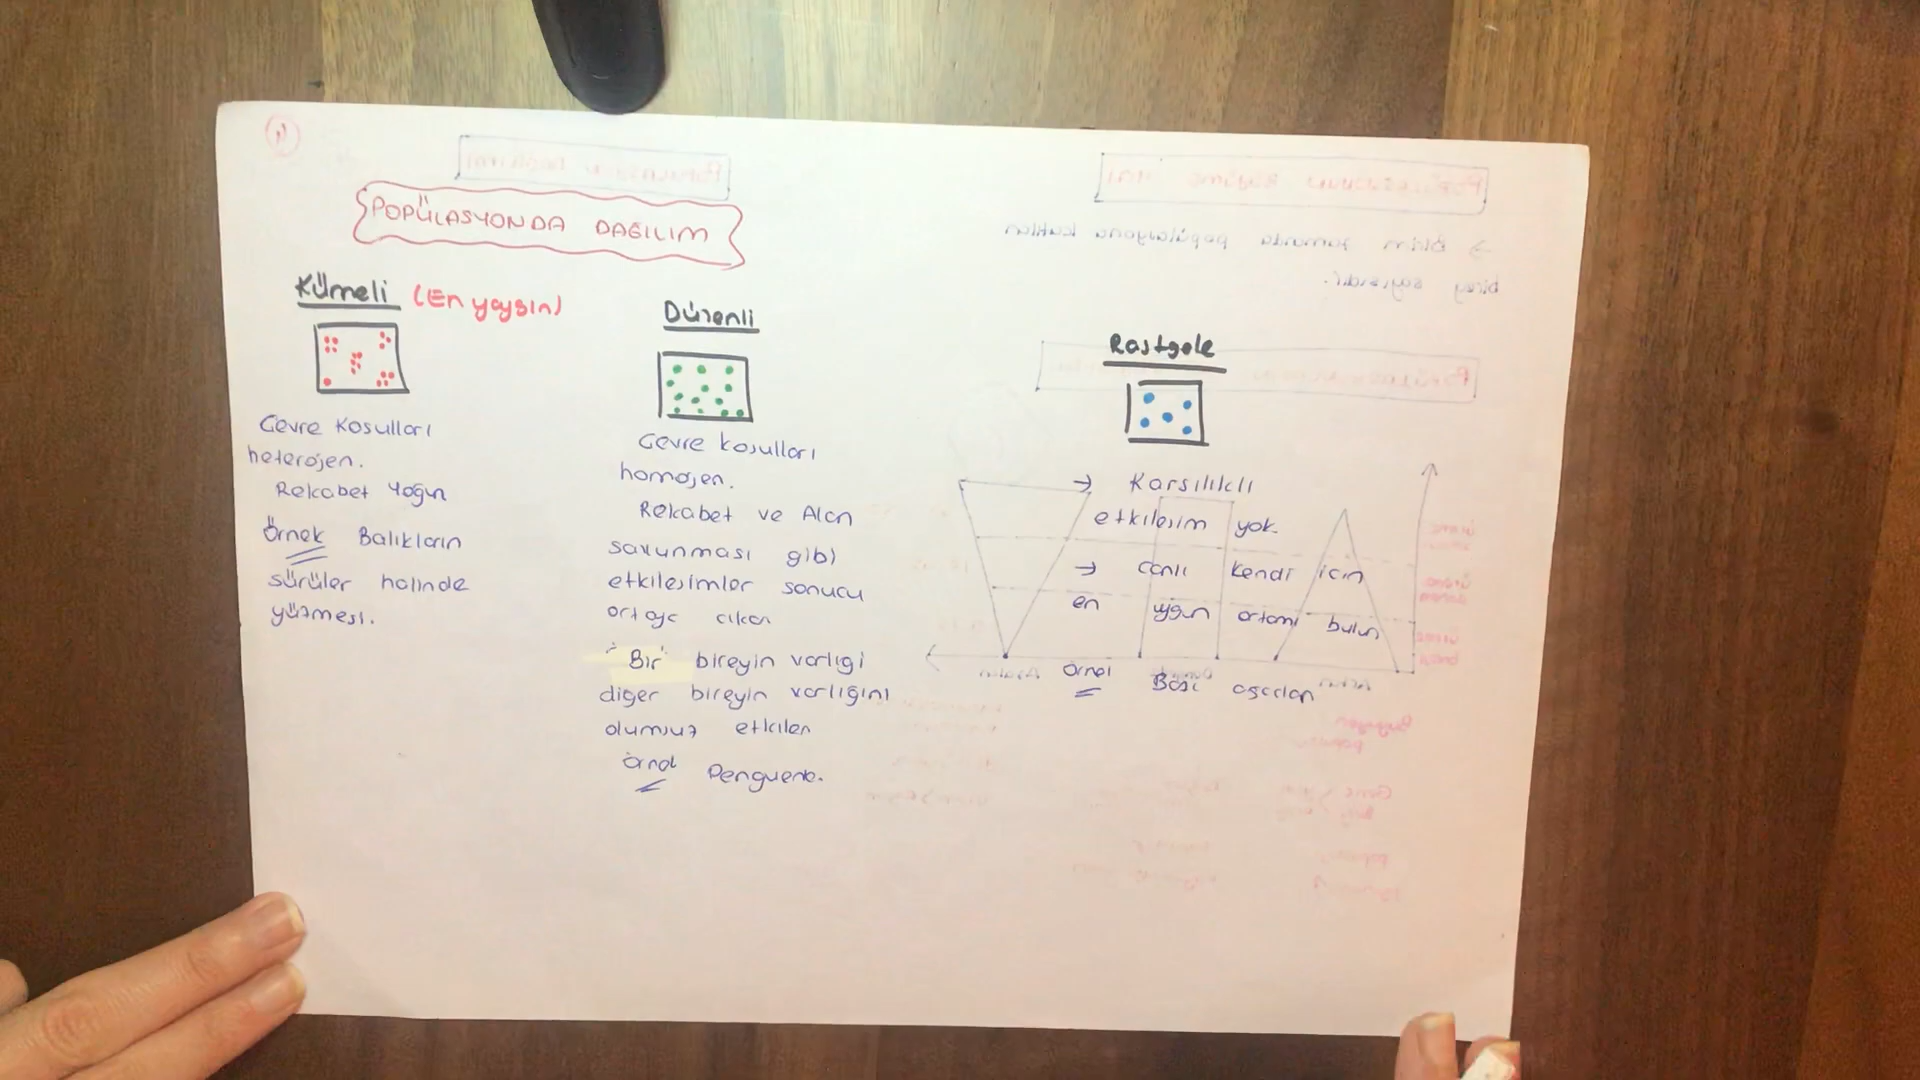 POPÜLASYONDA DAĞILIM
Kümeli (En yaygın)
Çevre Koşulları
heterojen.
Rekabet Yoğun
Örnek Balıkların
sürüler halinde
yüzmesi.
Düzenli
Çevre koşulları
homojen.
Rekabet ve Alan
savunması gibi
etkileşimler sonucu
ortaya çıkar
"Bir" bireyin varlığı
diğer bireyin varlığını
olumsuz etkiler
Örnek Penguenler.
Rastgele
→ Karşılıklı
etkileşim yok.
→ canlı kendi için
en uygun ortamı bulur
Örnek Bazı ağaçlar